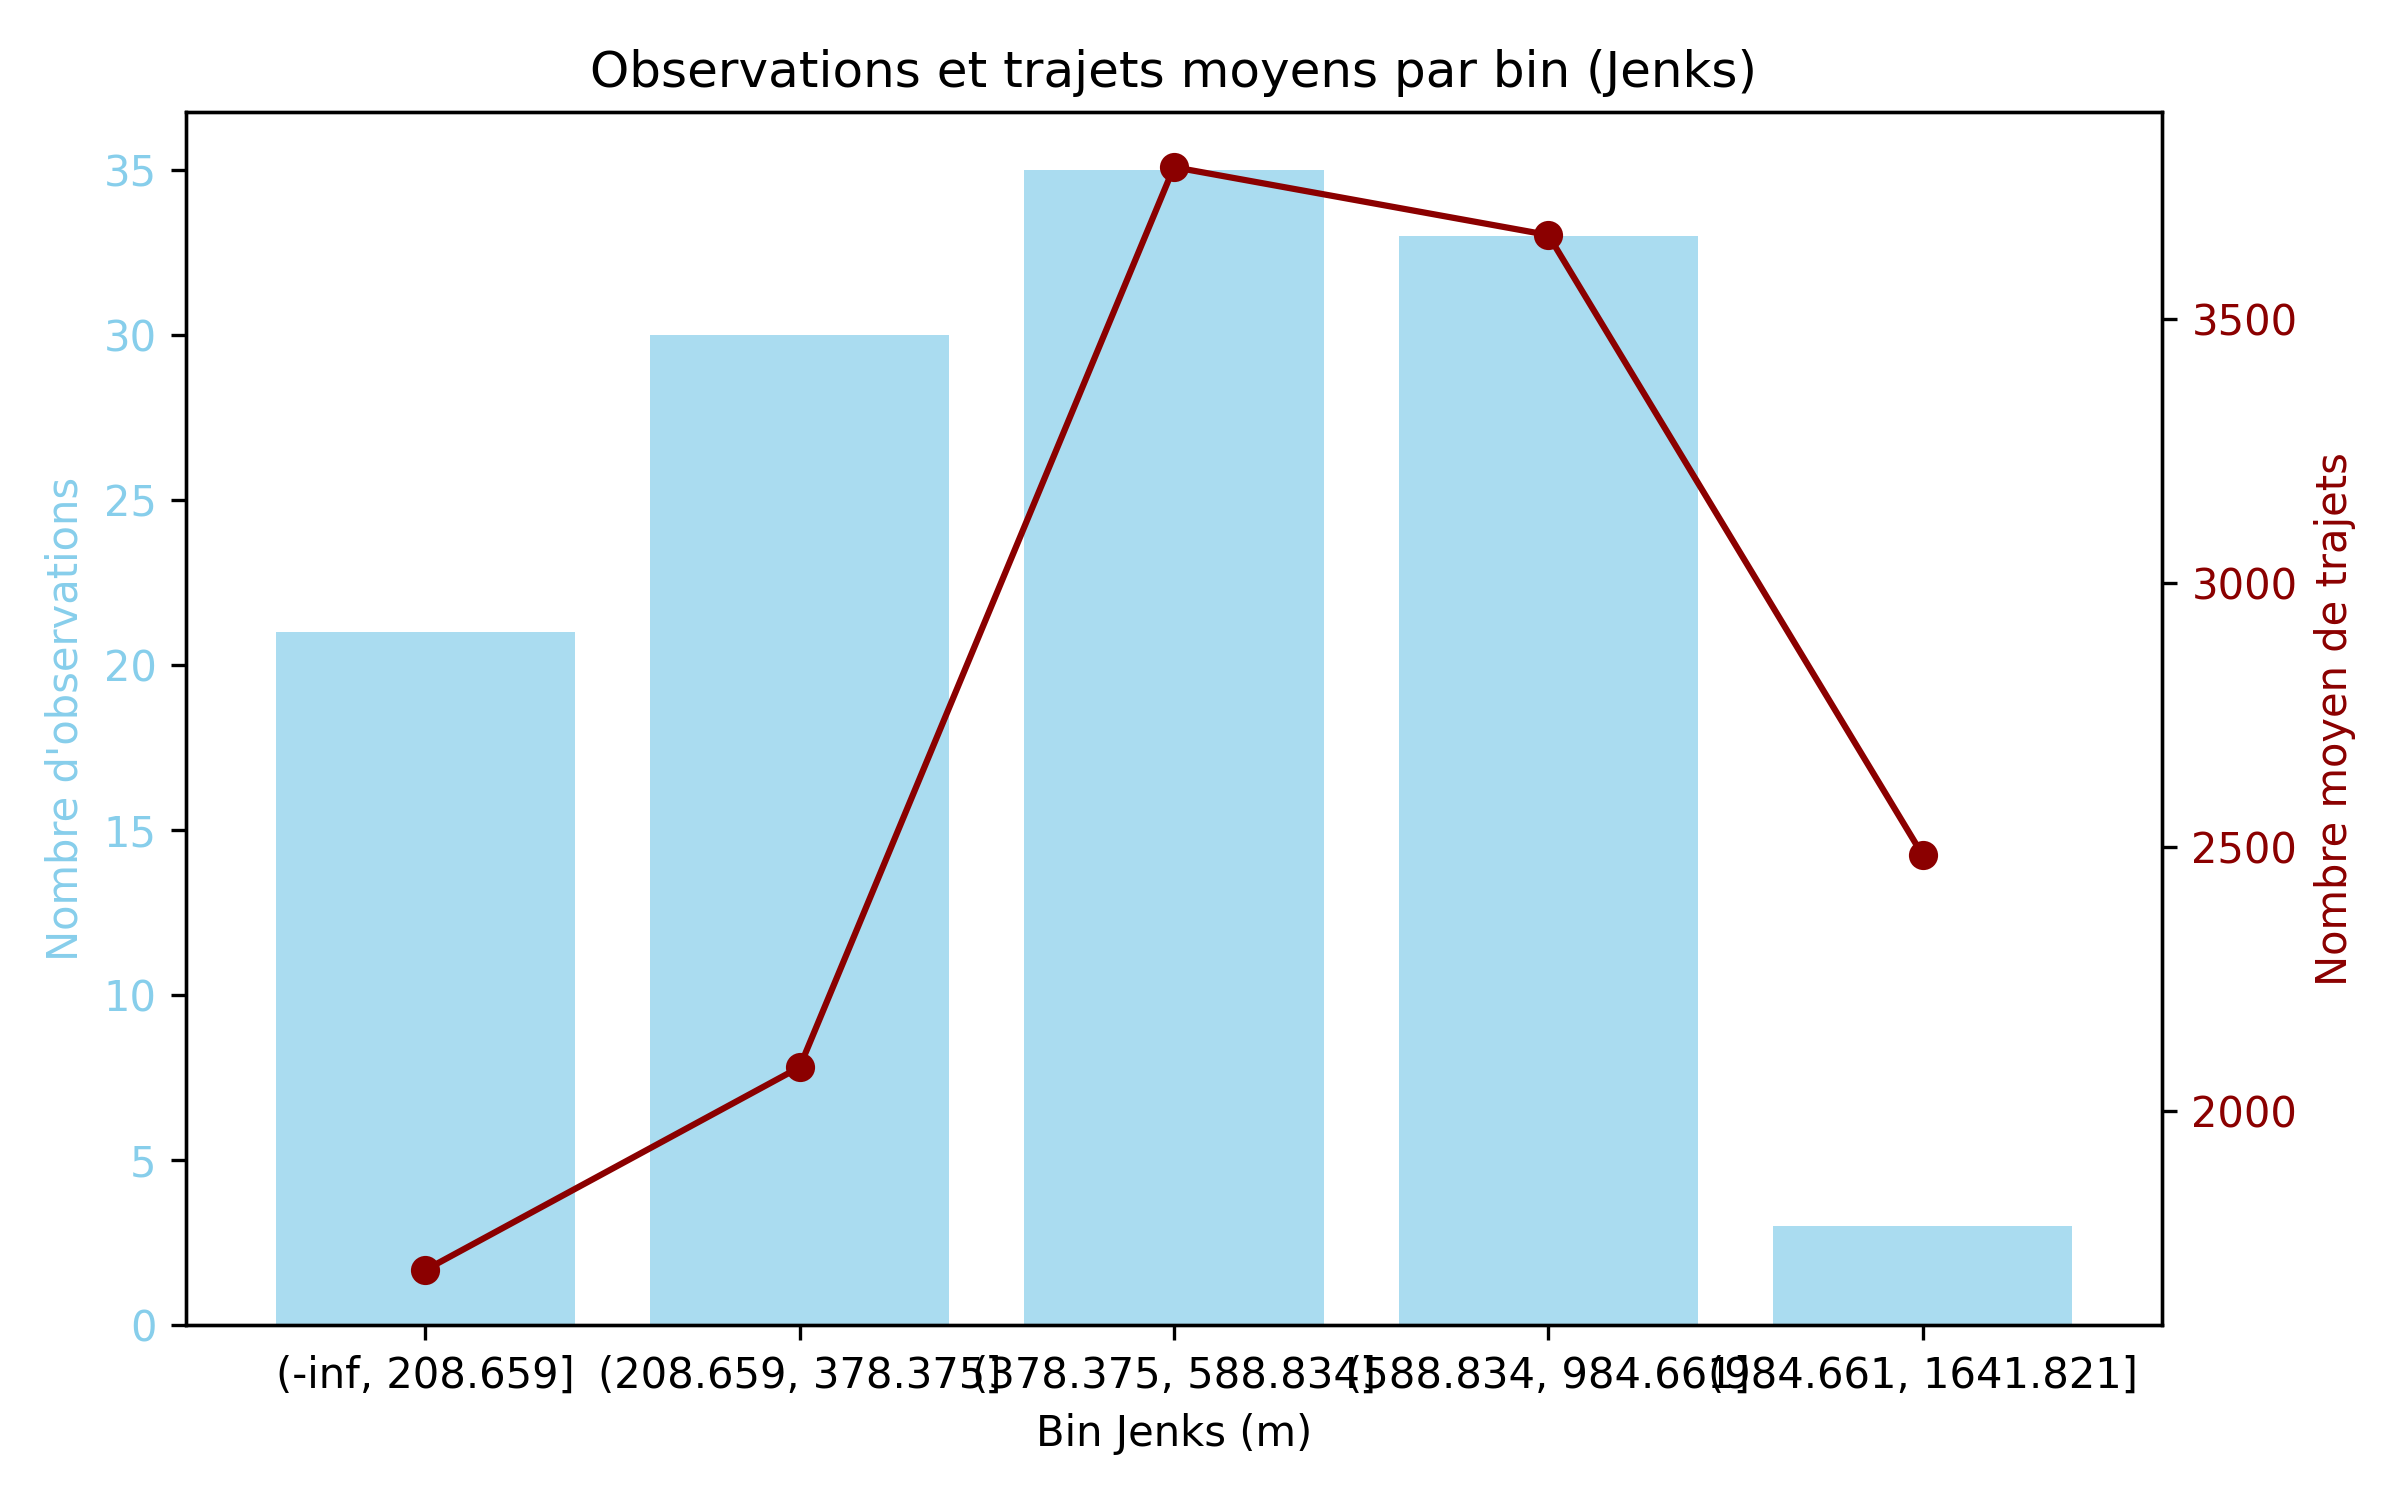 Observations et trajets moyens par bin (Jenks)
Nombre d'observations
35
30
25
20
15
10
5
0
3500
3000
2500
2000
Nombre moyen de trajets
(-inf, 208.659] (208.659, 378.375] (378.375, 588.834] (588.834, 984.661] (984.661, 1641.821]
Bin Jenks (m)